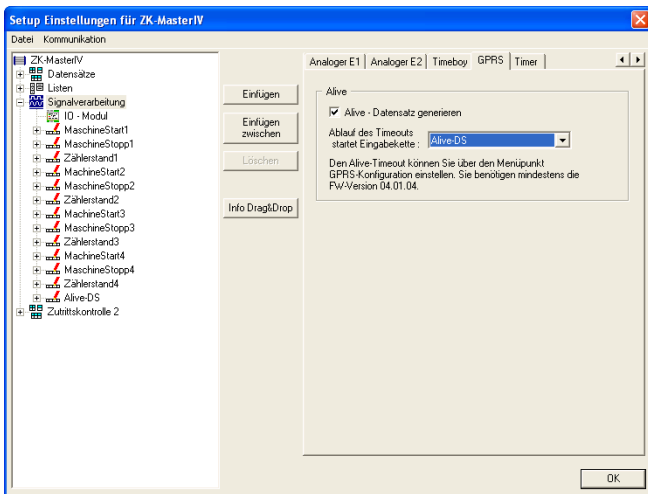 Setup Einstellungen für ZK-MasterIV
Datei Kommunikation
ZK-MasterIV
Datensätze
Listen
Signalverarbeitung
IO - Modul
MaschineStart1
MaschineStopp1
Zählerstand1
MachineStart2
MaschineStopp2
Zählerstand2
MachineStart3
MaschineStopp3
Zählerstand3
MachineStart4
MaschineStopp4
Zählerstand4
Alive-DS
Zutrittskontrolle 2
Einfügen
Einfügen
zwischen
Löschen
Info Drag&Drop
Analoger E1 Analoger E2 Timeboy GPRS Timer
Alive
Alive - Datensatz generieren
Ablauf des Timeouts
startet Eingabekette : Alive-DS
Den Alive-Timeout können Sie über den Menüpunkt
GPRS-Konfiguration einstellen. Sie benötigen mindestens die
FW-Version 04.01.04.
OK